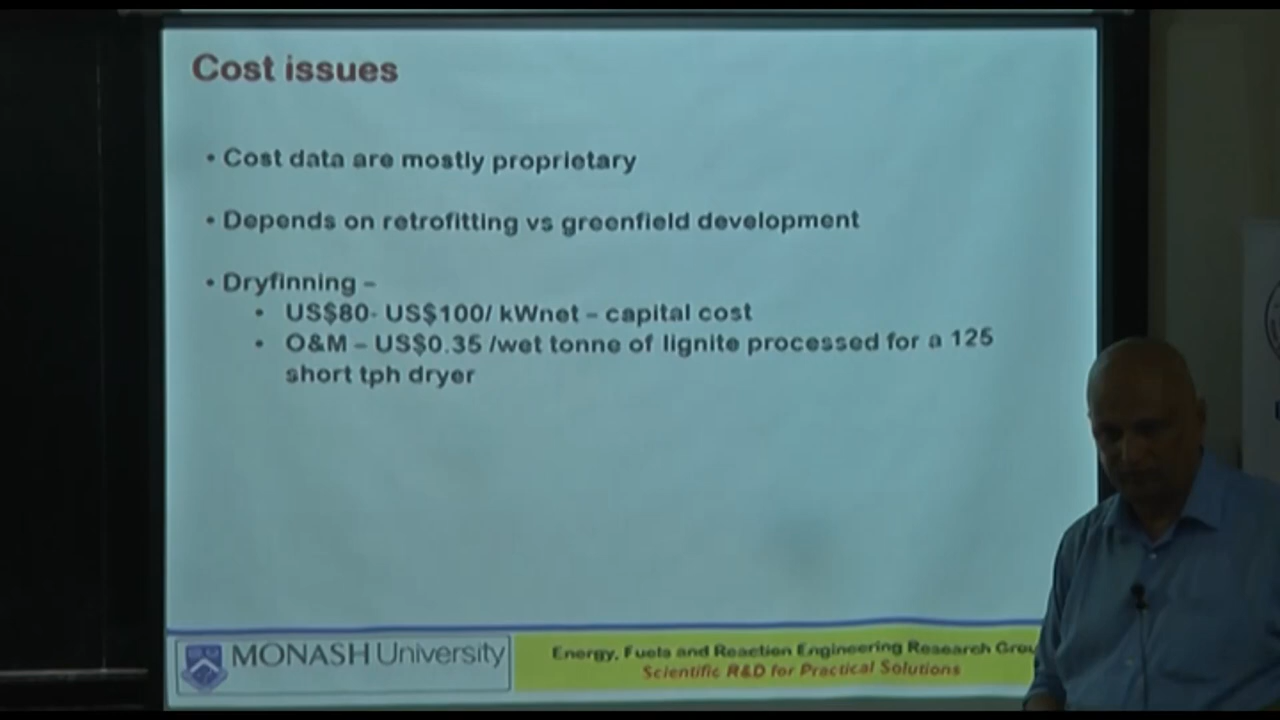 Cost issues
• Cost data are mostly proprietary
• Depends on retrofitting vs greenfield development
• Dryfinning –
• US$80- US$100/ kWnet – capital cost
• O&M – US$0.35 /wet tonne of lignite processed for a 125
short tph dryer
MONASH University
Energy, Fuels and Reaction Engineering Research Grou
Scientific R&D for Practical Solutions